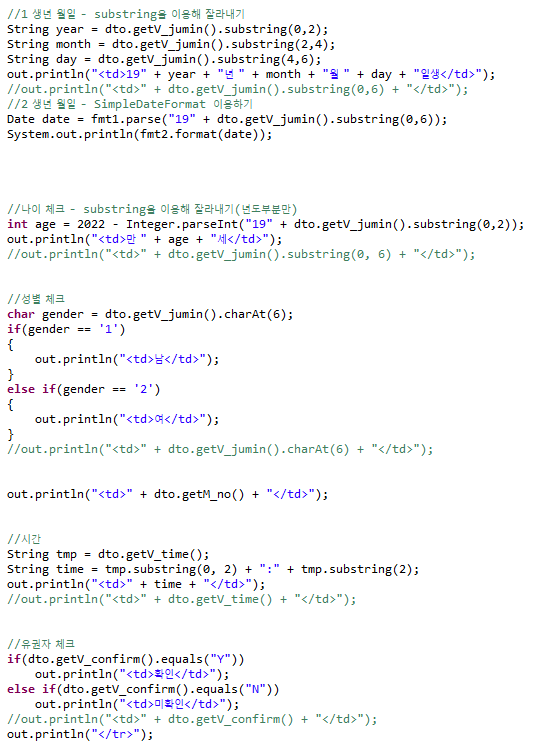 //1 생년 월일 - substring을 이용해 잘라내기
String year = dto.getV_jumin().substring(0,2);
String month = dto.getV_jumin().substring(2,4);
String day = dto.getV_jumin().substring(4,6);
out.println("<td>19" + year + "년 " + month + "월 " + day + "일생</td>");
//out.println("<td>" + dto.getV_jumin().substring(0,6) + "</td>");
//2 생년 월일 - SimpleDateFormat 이용하기
Date date = fmt1.parse("19" + dto.getV_jumin().substring(0,6));
System.out.println(fmt2.format(date));
//나이 체크 - substring을 이용해 잘라내기(년도부분만)
int age = 2022 - Integer.parseInt("19" + dto.getV_jumin().substring(0,2));
out.println("<td>만 " + age + "세</td>");
//out.println("<td>" + dto.getV_jumin().substring(0, 6) + "</td>");
//성별 체크
char gender = dto.getV_jumin().charAt(6);
if(gender == '1')
{
    out.println("<td>남</td>");
}
else if(gender == '2')
{
    out.println("<td>여</td>");
}
//out.println("<td>" + dto.getV_jumin().charAt(6) + "</td>");
out.println("<td>" + dto.getM_no() + "</td>");
//시간
String tmp = dto.getV_time();
String time = tmp.substring(0, 2) + ":" + tmp.substring(2);
out.println("<td>" + time + "</td>");
//out.println("<td>" + dto.getV_time() + "</td>");
//유권자 체크
if(dto.getV_confirm().equals("Y"))
    out.println("<td>확인</td>");
else if(dto.getV_confirm().equals("N"))
    out.println("<td>미확인</td>");
//out.println("<td>" + dto.getV_confirm() + "</td>");
out.println("</tr>");